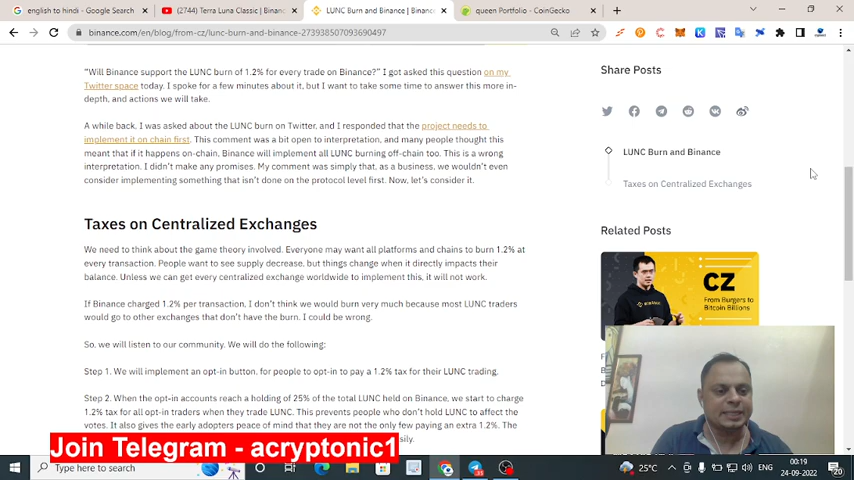 english to hindi - Google Search
(2744) Terra Luna Classic | Binanc
LUNC Burn and Binance | Binanc
queen Portfolio - CoinGecko
binance.com/en/blog/from-cz/lunc-burn-and-binance-273938507093690497
"Will Binance support the LUNC burn of 1.2% for every trade on Binance?" I got asked this question on my
Twitter space today. I spoke for a few minutes about it, but I want to take some time to answer this more in-
depth, and actions we will take.
A while back, I was asked about the LUNC burn on Twitter, and I responded that the project needs to
implement it on chain first. This comment was a bit open to interpretation, and many people thought this
meant that if it happens on-chain, Binance will implement all LUNC burning off-chain too. This is a wrong
interpretation. I didn't make any promises. My comment was simply that, as a business, we wouldn't even
consider implementing something that isn't done on the protocol level first. Now, let's consider it.
Taxes on Centralized Exchanges
We need to think about the game theory involved. Everyone may want all platforms and chains to burn 1.2% at
every transaction. People want to see supply decrease, but things change when it directly impacts their
balance. Unless we can get every centralized exchange worldwide to implement this, it will not work.
If Binance charged 1.2% per transaction, I don't think we would burn very much because most LUNC traders
would go to other exchanges that don't have the burn. I could be wrong.
So, we will listen to our community. We will do the following:
Step 1. We will implement an opt-in button, for people to opt-in to pay a 1.2% tax for their LUNC trading.
Step 2. When the opt-in accounts reach a holding of 25% of the total LUNC held on Binance, we start to charge
1.2% tax for all opt-in traders when they trade LUNC. This prevents people who don't hold LUNC to affect the
votes. It also gives the early adopters peace of mind that they are not the only few paying an extra 1.2%. The
Share Posts
LUNC Burn and Binance
Taxes on Centralized Exchanges
Related Posts
BINANCE
CZ
From Burgers to
Bitcoin Billions
Join Telegram - acryptonic1
Type here to search
25°C
ENG
00:19
24-09-2022
20